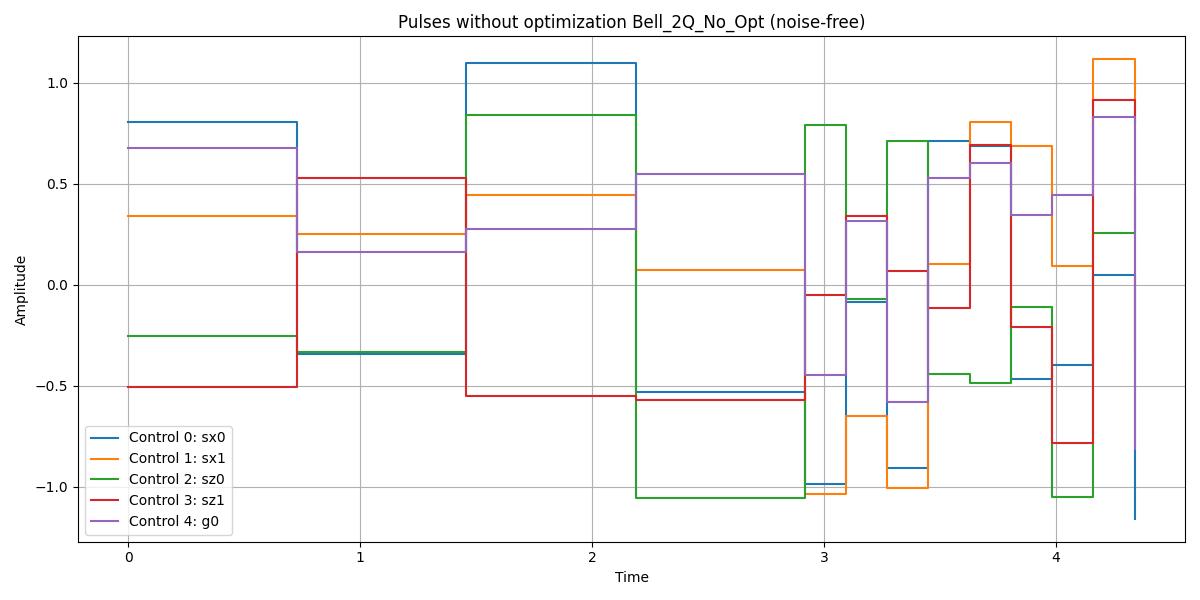 Pulses without optimization Bell_2Q_No_Opt (noise-free)
Amplitude
1.0
0.5
0.0
−0.5
−1.0
Control 0: sx0
Control 1: sx1
Control 2: sz0
Control 3: sz1
Control 4: g0
0 1 2 3 4
Time